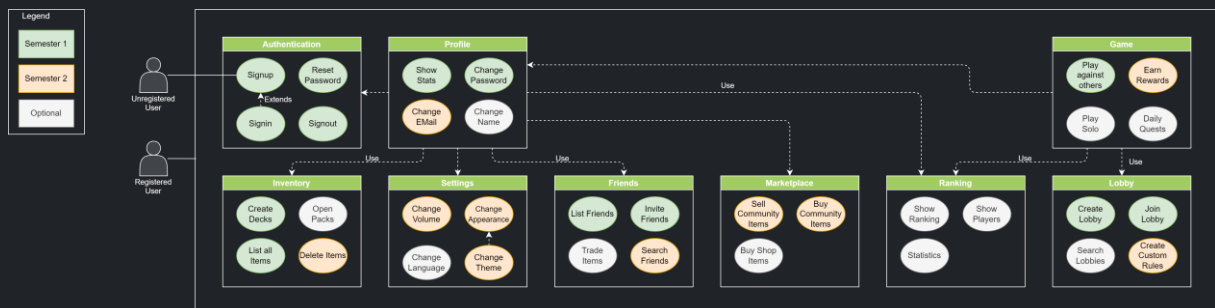 Legend
Semester 1
Semester 2
Optional
Unregistered
User
Registered
User
Authentication
Signup
Reset
Password
Extends
Signin
Signout
Profile
Show
Stats
Change
Password
Change
EMail
Change
Name
Use
Game
Play
against
others
Earn
Rewards
Play
Solo
Daily
Quests
Use
Use
Use
Use
Inventory
Create
Decks
Open
Packs
List all
Items
Delete Items
Settings
Change
Volume
Change
Appearance
Change
Language
Change
Theme
Friends
List Friends
Invite
Friends
Trade
Items
Search
Friends
Marketplace
Sell
Community
Items
Buy
Community
Items
Buy Shop
Items
Ranking
Show
Ranking
Show
Players
Statistics
Lobby
Create
Lobby
Join
Lobby
Search
Lobbies
Create
Custom
Rules